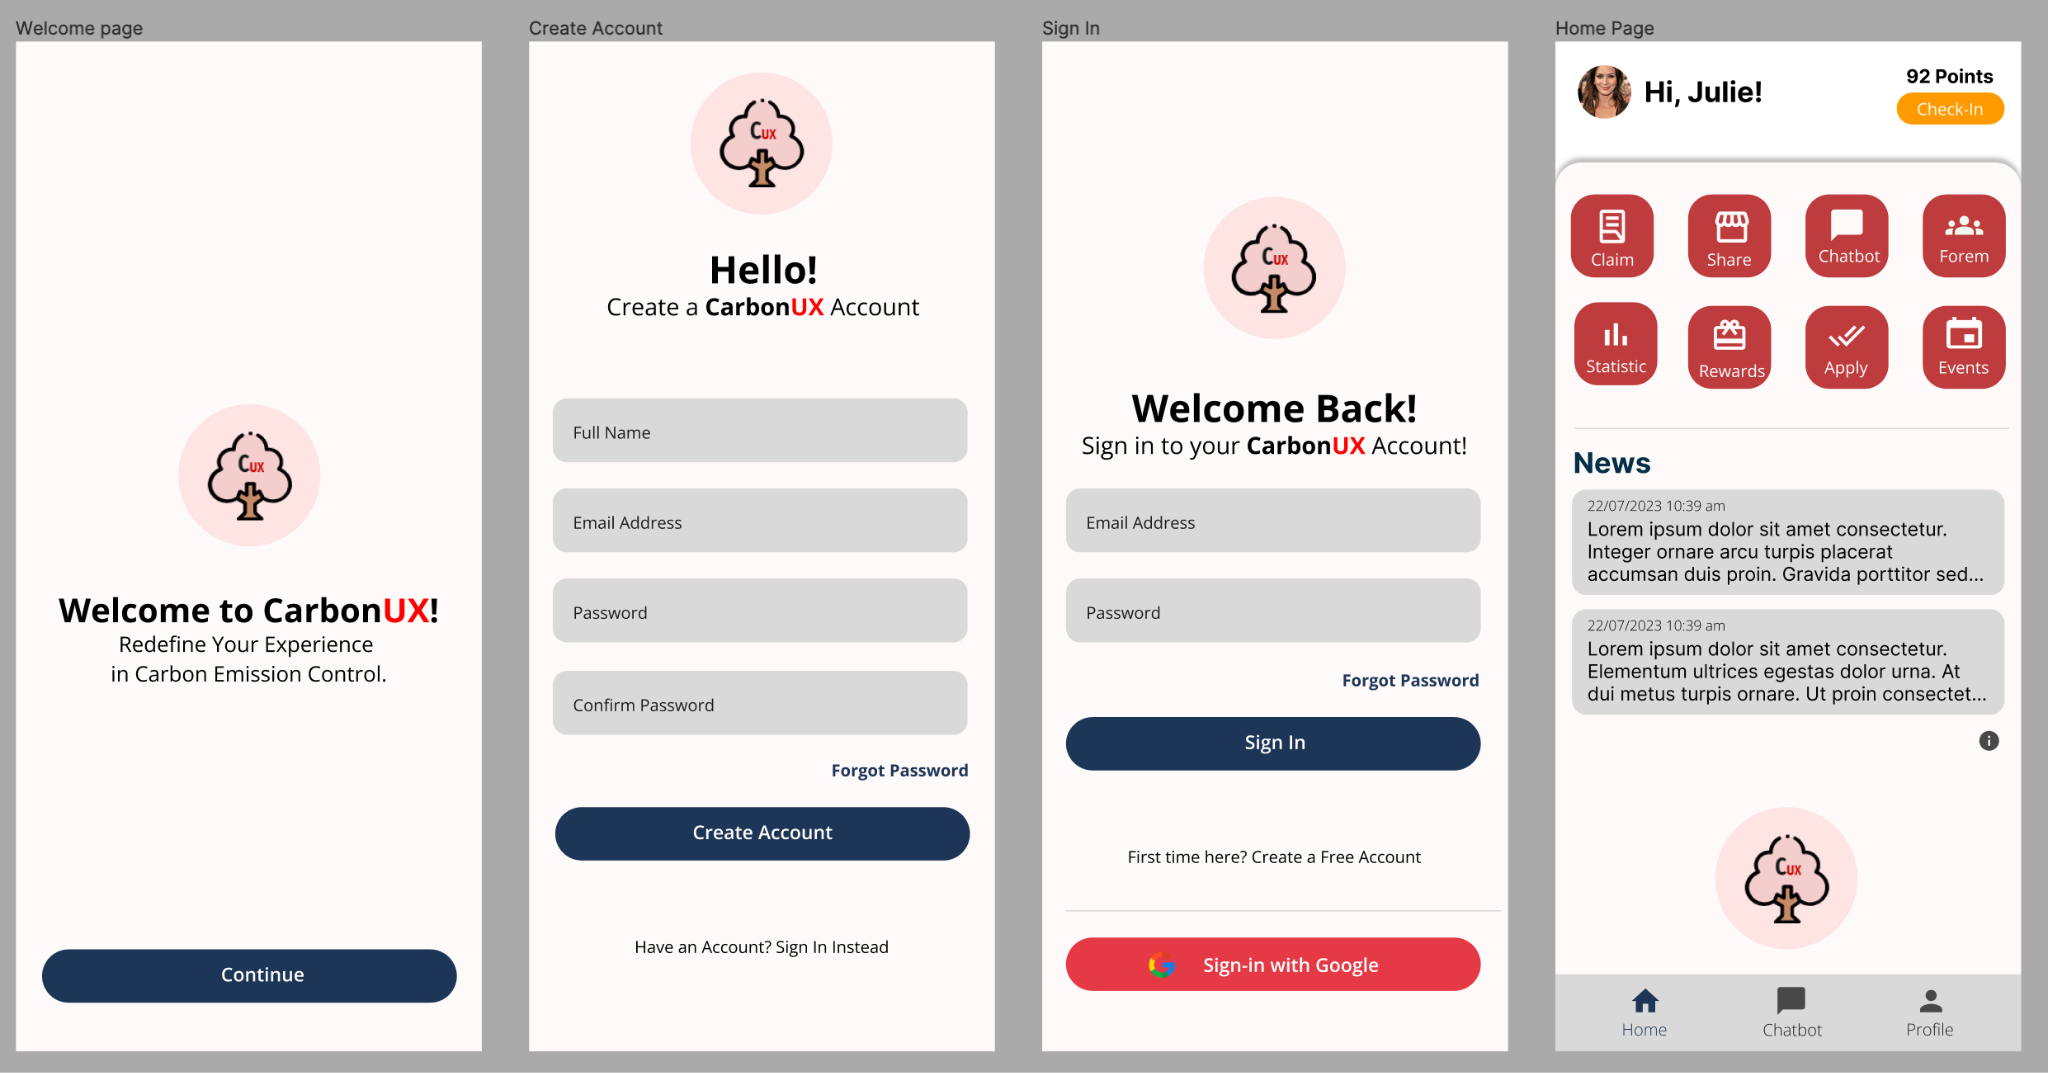 Welcome page
CUX
Welcome to CarbonUX!
Redefine Your Experience
in Carbon Emission Control.
Continue
Create Account
CUX
Hello!
Create a CarbonUX Account
Full Name
Email Address
Password
Confirm Password
Forgot Password
Create Account
Have an Account? Sign In Instead
Sign In
CUX
Welcome Back!
Sign in to your CarbonUX Account!
Email Address
Password
Forgot Password
Sign In
First time here? Create a Free Account
Sign-in with Google
Home Page
Hi, Julie!
92 Points
Check-In
Claim
Share
Chatbot
Forem
Statistic
Rewards
Apply
Events
News
22/07/2023 10:39 am
Lorem ipsum dolor sit amet consectetur.
Integer ornare arcu turpis placerat
accumsan duis proin. Gravida porttitor sed...
22/07/2023 10:39 am
Lorem ipsum dolor sit amet consectetur.
Elementum ultrices egestas dolor urna. At
dui metus turpis ornare. Ut proin consectet...
CUX
Home
Chatbot
Profile